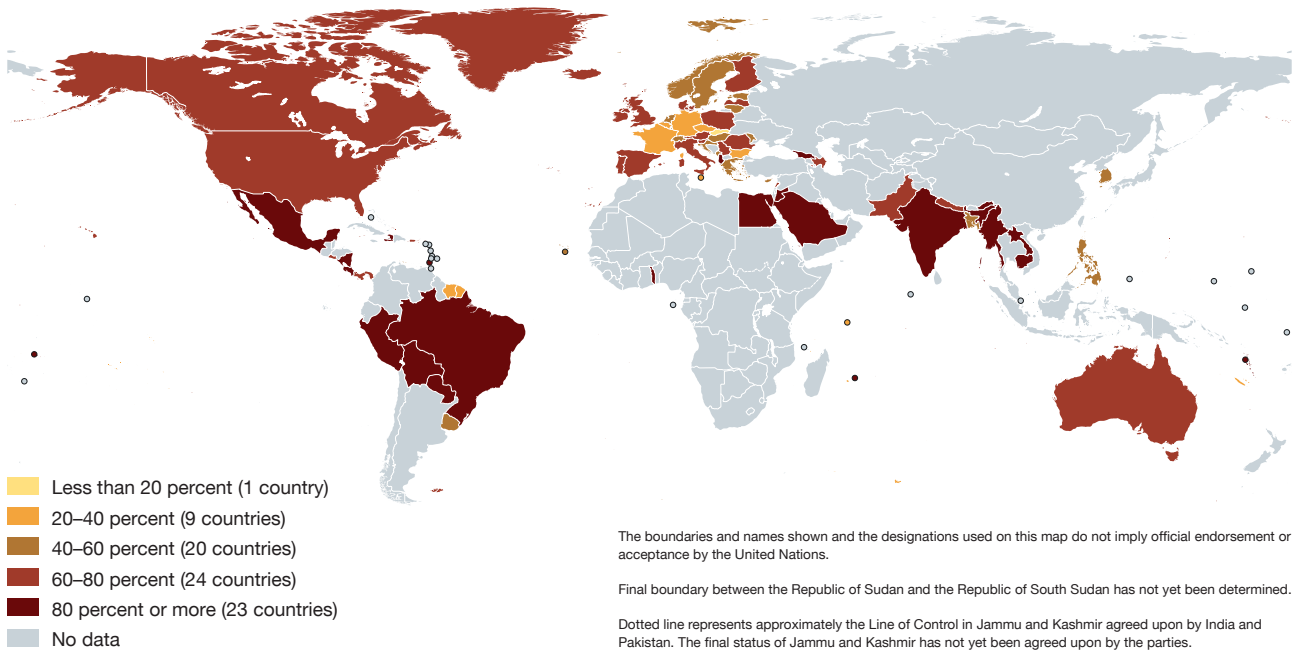 Less than 20 percent (1 country)
20–40 percent (9 countries)
40–60 percent (20 countries)
60–80 percent (24 countries)
80 percent or more (23 countries)
No data
The boundaries and names shown and the designations used on this map do not imply official endorsement or
acceptance by the United Nations.
Final boundary between the Republic of Sudan and the Republic of South Sudan has not yet been determined.
Dotted line represents approximately the Line of Control in Jammu and Kashmir agreed upon by India and
Pakistan. The final status of Jammu and Kashmir has not yet been agreed upon by the parties.